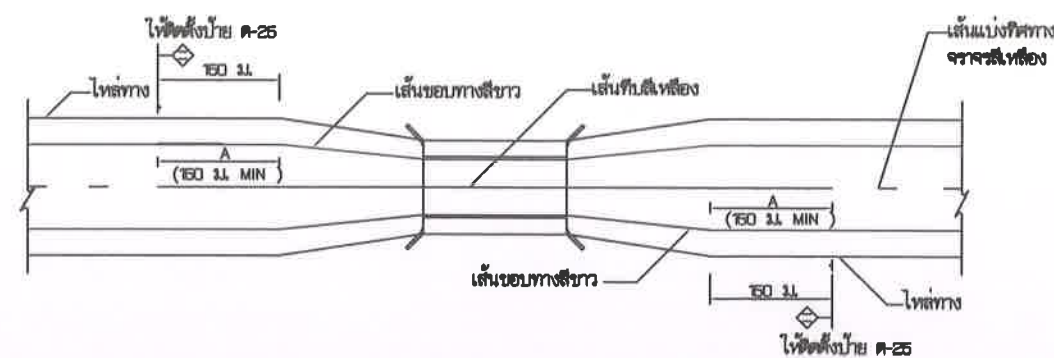 ให้ติดตั้งป้าย ต-25
150 ม.
ไหล่ทาง
เส้นขอบทางสีขาว
เส้นทึบสีเหลือง
เส้นแบ่งทิศทาง
จราจรสีเหลือง
A
(150 ม. MIN)
A
(150 ม. MIN)
เส้นขอบทางสีขาว
150 ม.
ไหล่ทาง
ให้ติดตั้งป้าย ต-25